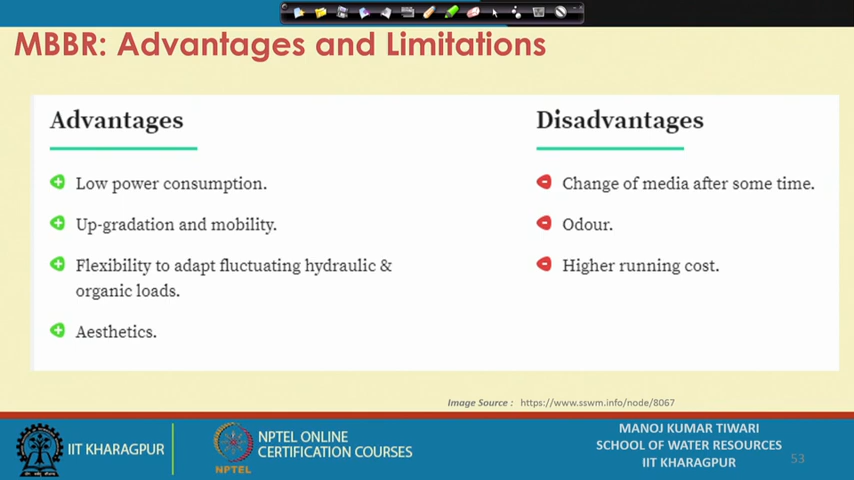 MBBR: Advantages and Limitations
Advantages
Low power consumption.
Up-gradation and mobility.
Flexibility to adapt fluctuating hydraulic &
organic loads.
Aesthetics.
Disadvantages
Change of media after some time.
Odour.
Higher running cost.
Image Source : https://www.sswm.info/node/8067
IIT KHARAGPUR
NPTEL
NPTEL ONLINE
CERTIFICATION COURSES
MANOJ KUMAR TIWARI
SCHOOL OF WATER RESOURCES
IIT KHARAGPUR
53